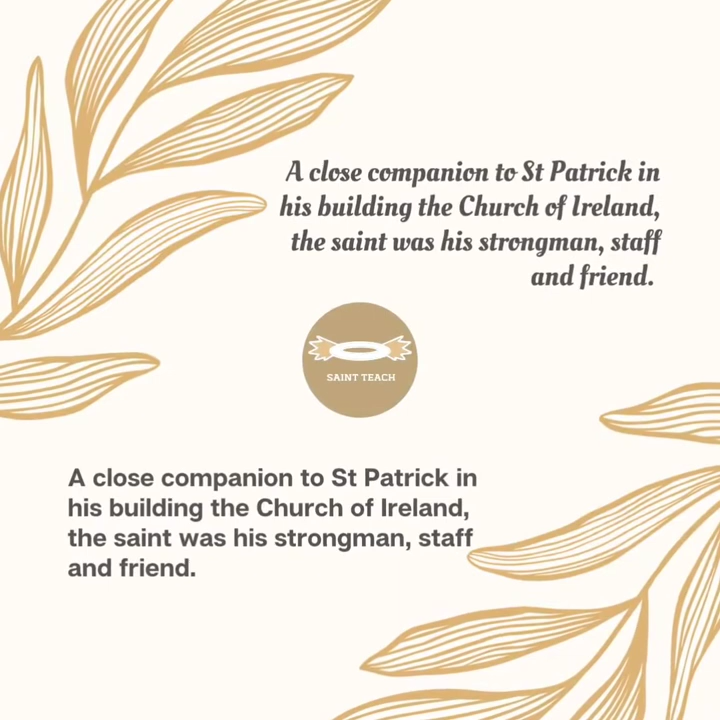 A close companion to St Patrick in
his building the Church of Ireland,
the saint was his strongman, staff
and friend.
SAINT TEACH
A close companion to St Patrick in
his building the Church of Ireland,
the saint was his strongman, staff
and friend.